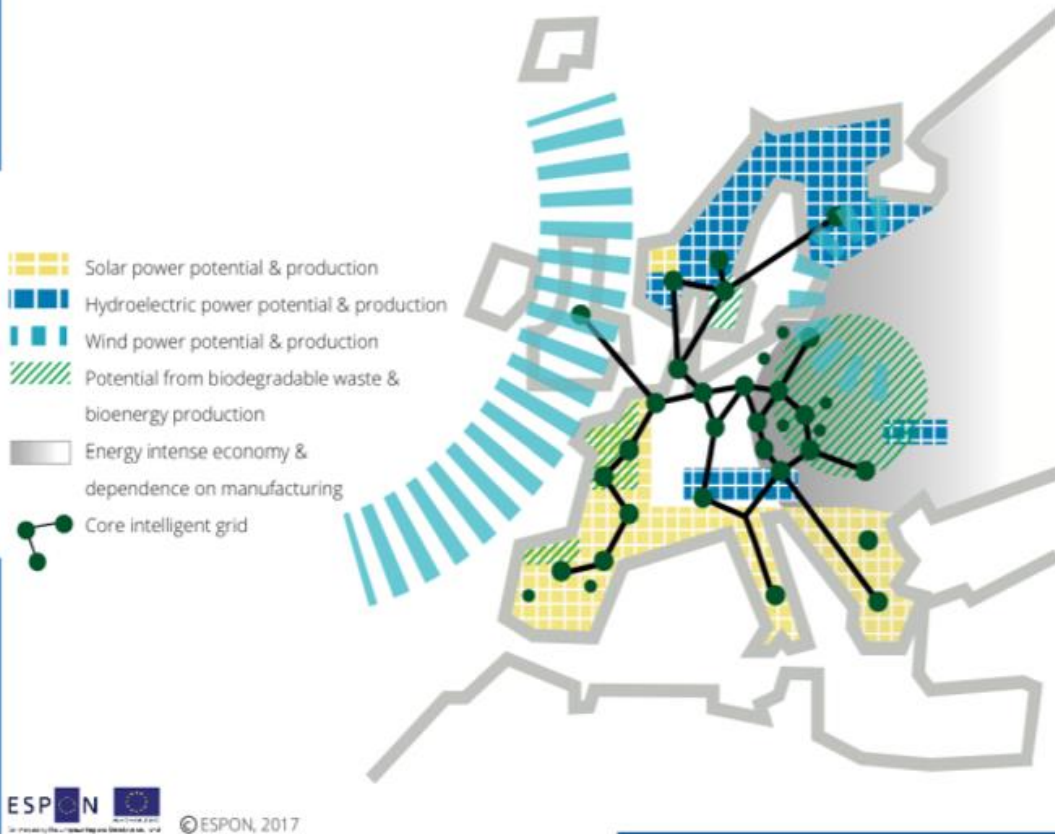 Solar power potential & production
Hydroelectric power potential & production
Wind power potential & production
Potential from biodegradable waste &
bioenergy production
Energy intense economy &
dependence on manufacturing
Core intelligent grid
ESPON
©ESPON, 2017